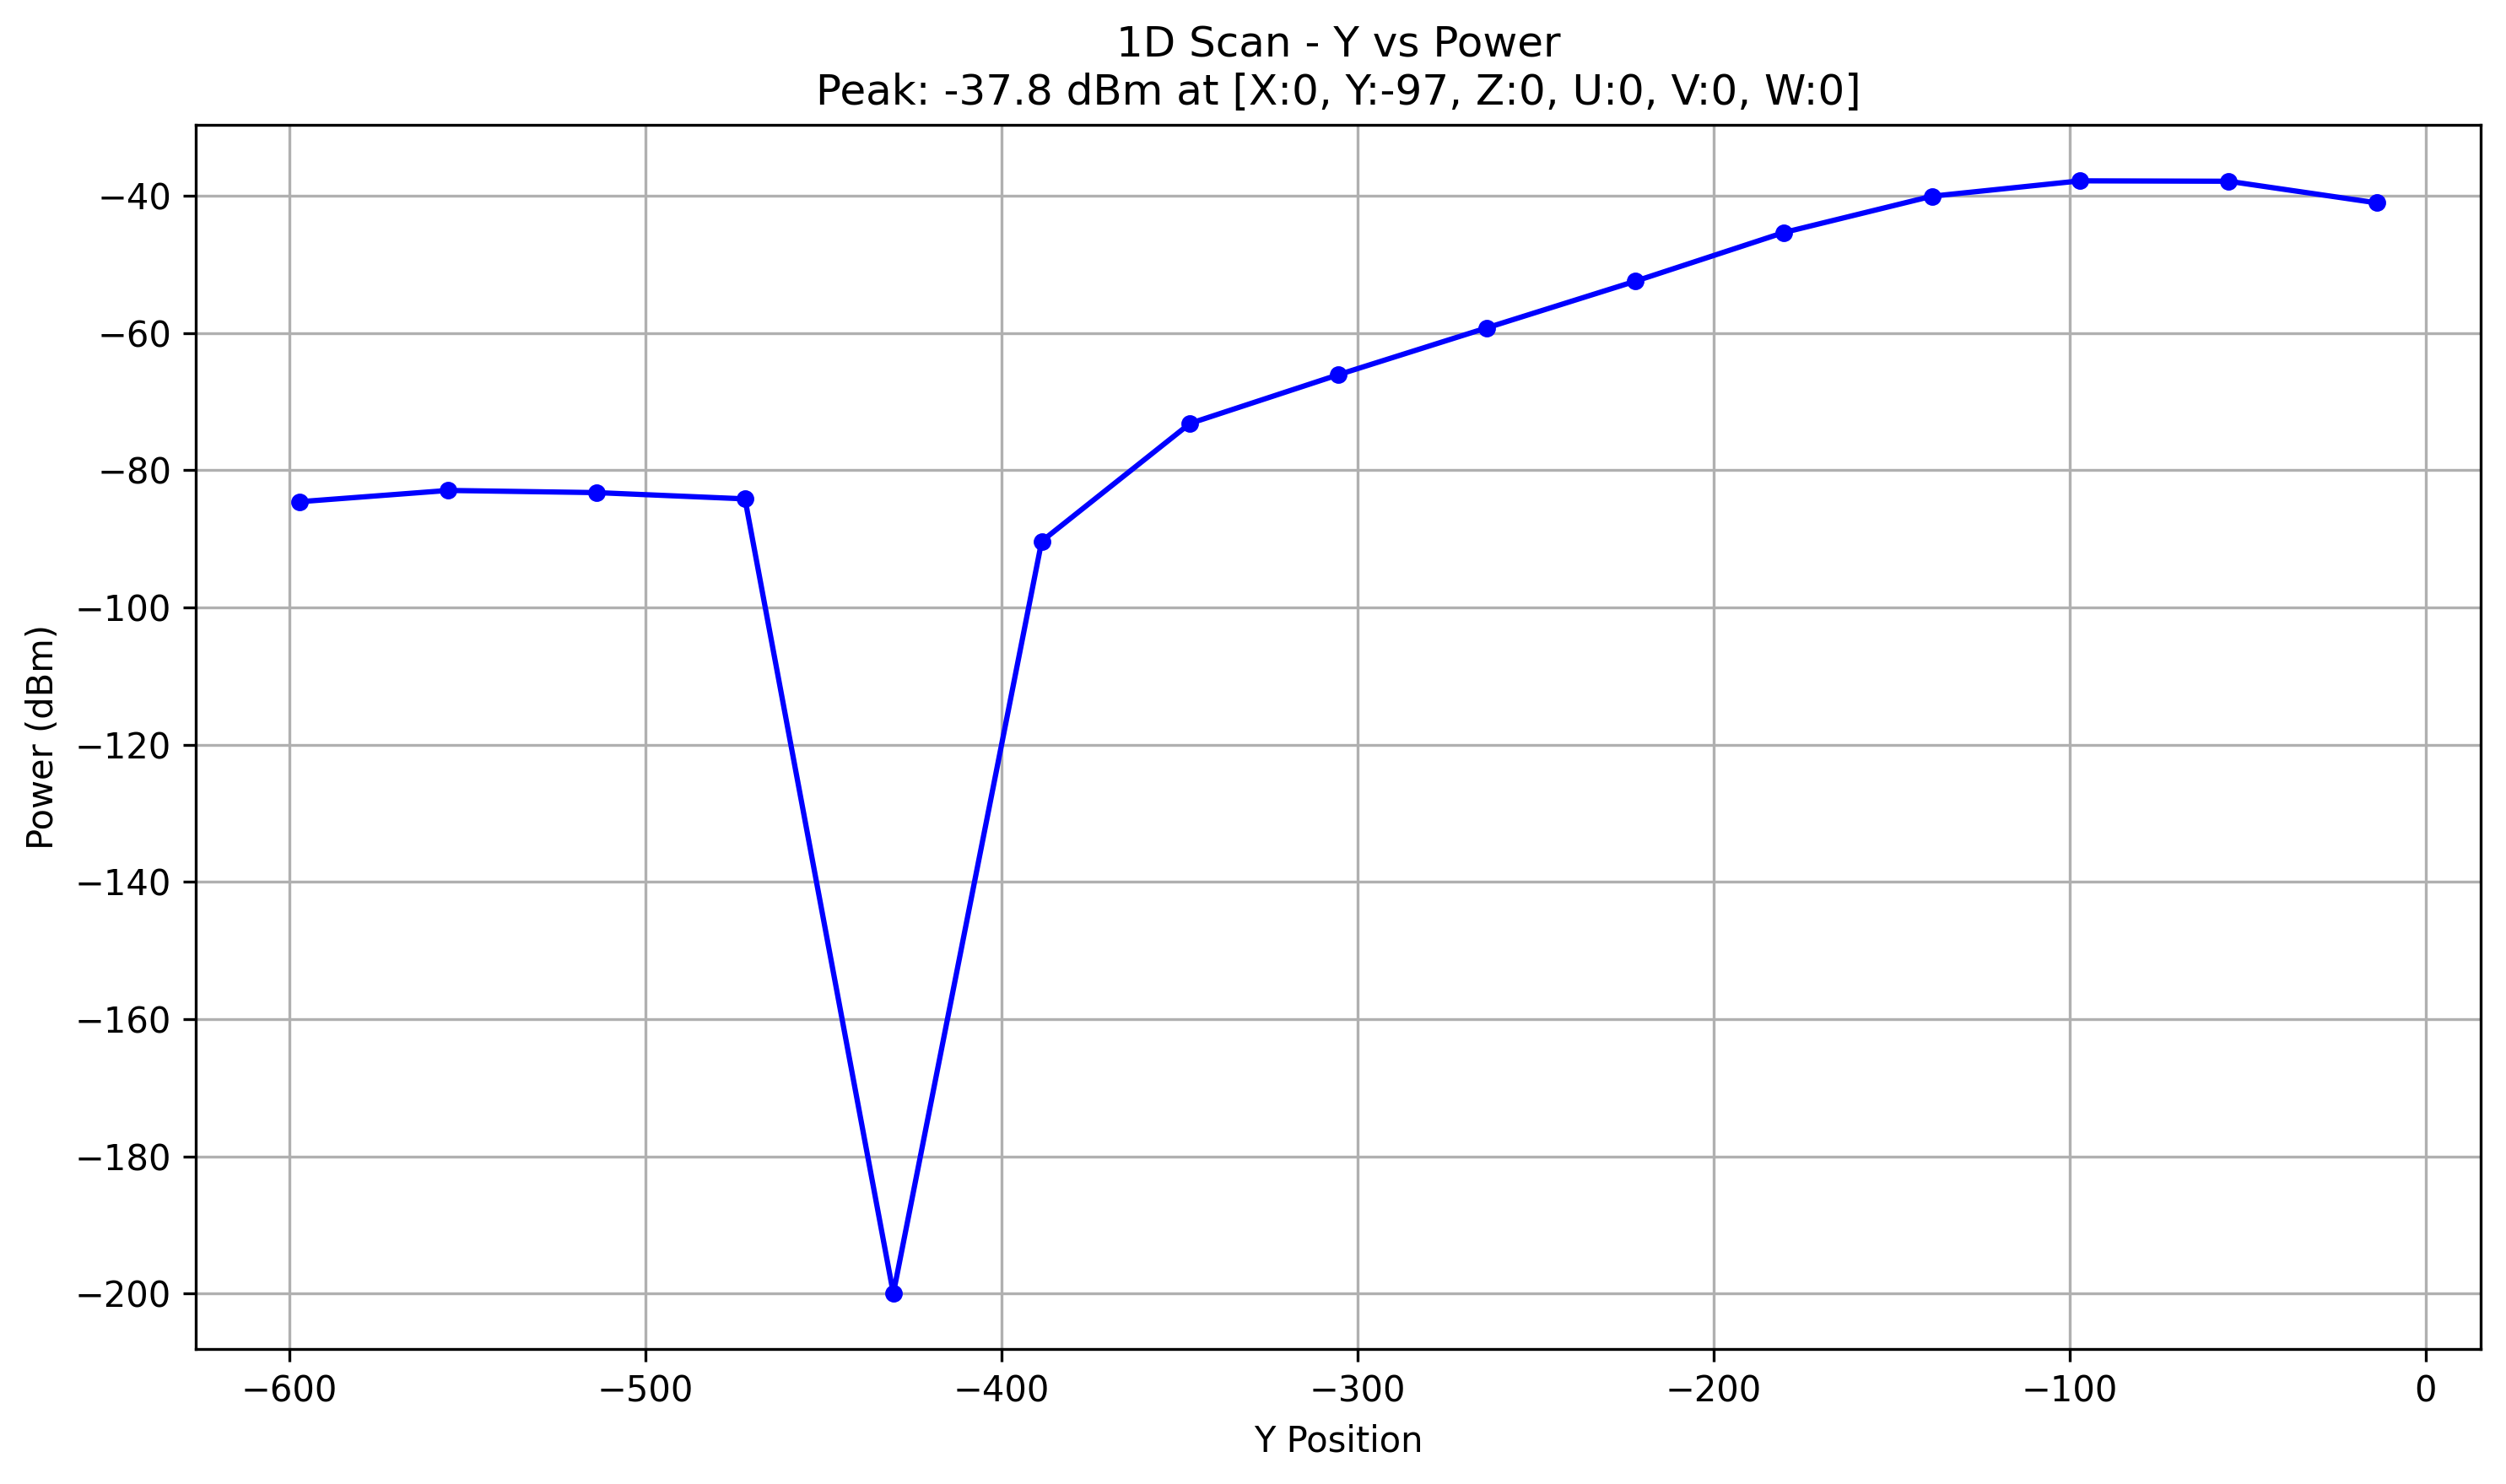 1D Scan - Y vs Power
Peak: -37.8 dBm at [X:0, Y:-97, Z:0, U:0, V:0, W:0]
−40
−60
−80
−100
−120
−140
−160
−180
−200
Power (dBm)
−600 −500 −400 −300 −200 −100 0
Y Position